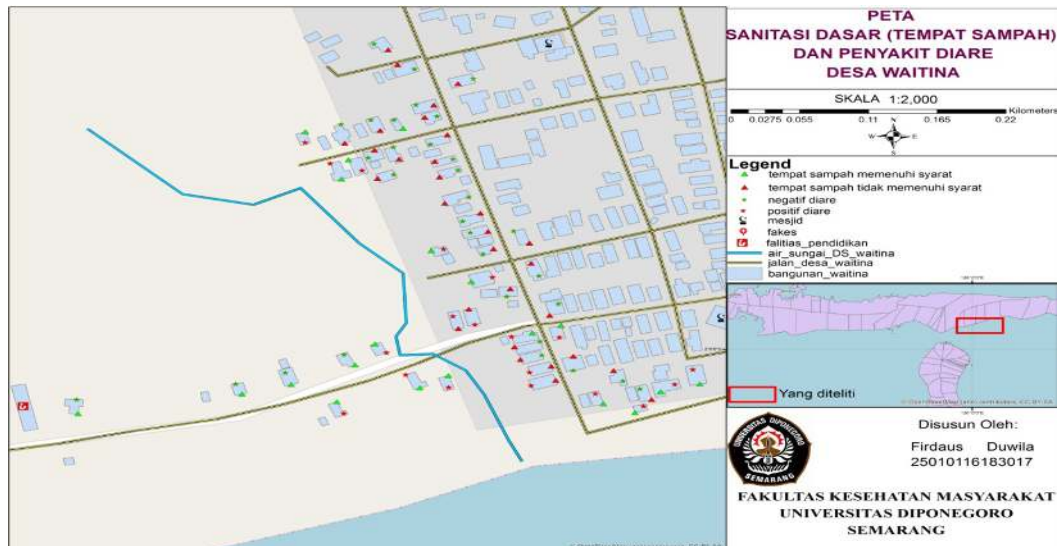 PETA
SANITASI DASAR (TEMPAT SAMPAH)
DAN PENYAKIT DIARE
DESA WAITINA
SKALA 1:2,000
Kilometers
0 0.0275 0.055 0.11 0.165 0.22
N
W E
S
Legend
tempat sampah memenuhi syarat
tempat sampah tidak memenuhi syarat
negatif diare
positif diare
mesjid
fakes
falitias_pendidikan
air_sungai_DS_waitina
jalan_desa_waitina
bangunan_waitina
Yang diteliti
UNIVERSITAS DIPONEGORO
SEMARANG
Disusun Oleh:
Firdaus Duwila
25010116183017
FAKULTAS KESEHATAN MASYARAKAT
UNIVERSITAS DIPONEGORO
SEMARANG